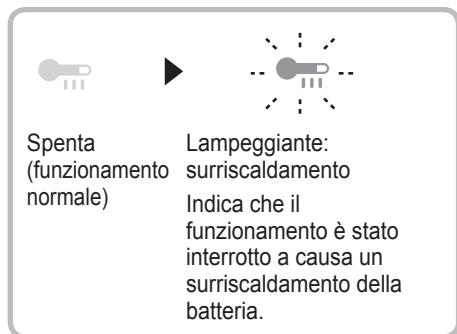 Spenta
(funzionamento
normale)
Lampeggiante:
surriscaldamento
Indica che il
funzionamento è stato
interrotto a causa un
surriscaldamento della
batteria.